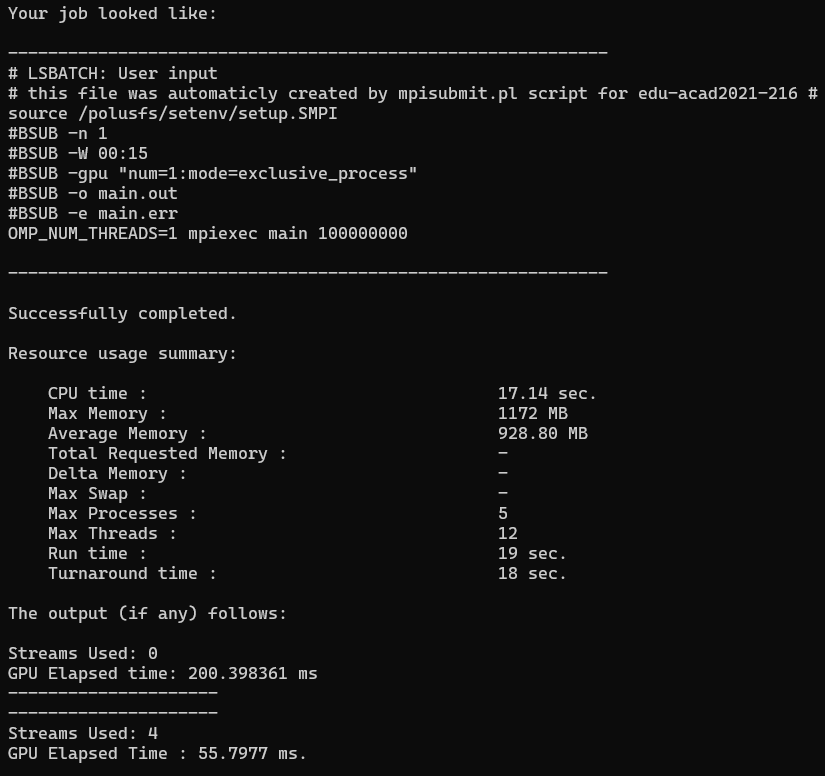 Your job looked like:
------------------------------------------------------------
# LSBATCH: User input
# this file was automaticly created by mpisubmit.pl script for edu-acad2021-216 #
source /polusfs/setenv/setup.SMPI
#BSUB -n 1
#BSUB -W 00:15
#BSUB -gpu "num=1:mode=exclusive_process"
#BSUB -o main.out
#BSUB -e main.err
OMP_NUM_THREADS=1 mpiexec main 100000000
------------------------------------------------------------
Successfully completed.
Resource usage summary:
CPU time : 17.14 sec.
Max Memory : 1172 MB
Average Memory : 928.80 MB
Total Requested Memory : -
Delta Memory : -
Max Swap : -
Max Processes : 5
Max Threads : 12
Run time : 19 sec.
Turnaround time : 18 sec.
The output (if any) follows:
Streams Used: 0
GPU Elapsed time: 200.398361 ms
---------------------
---------------------
Streams Used: 4
GPU Elapsed Time : 55.7977 ms.